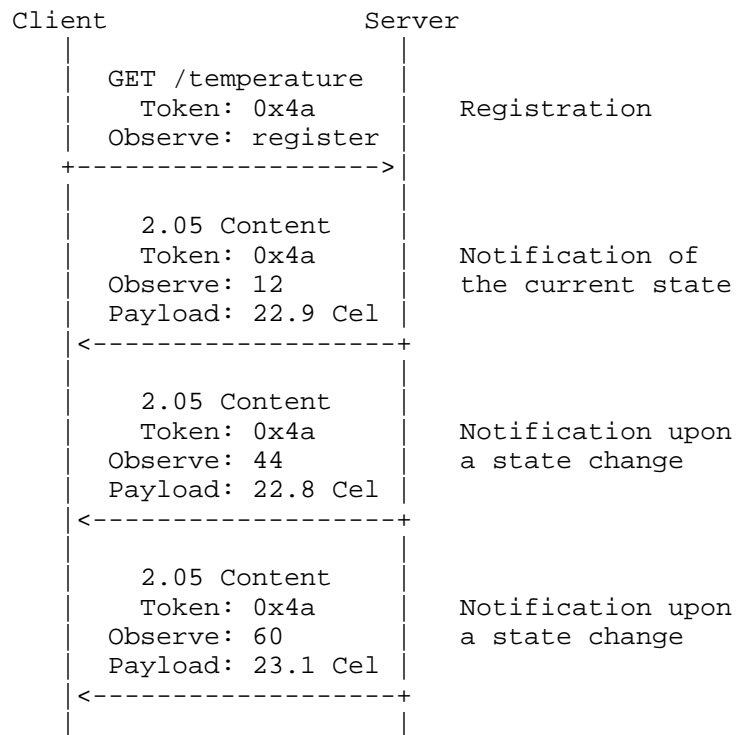 Client Server
GET /temperature
Token: 0x4a Registration
Observe: register
2.05 Content
Token: 0x4a Notification of
Observe: 12 the current state
Payload: 22.9 Cel
2.05 Content
Token: 0x4a Notification upon
Observe: 44 a state change
Payload: 22.8 Cel
2.05 Content
Token: 0x4a Notification upon
Observe: 60 a state change
Payload: 23.1 Cel